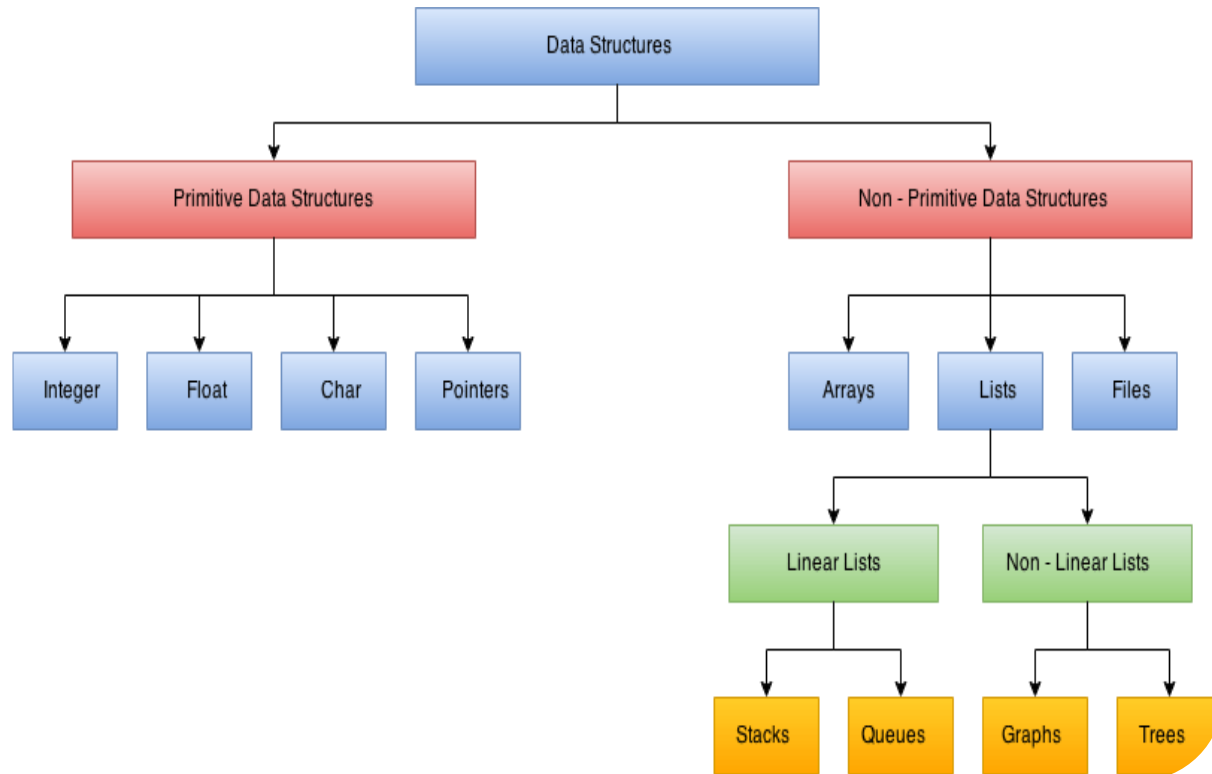 Data Structures
Primitive Data Structures
Non - Primitive Data Structures
Integer
Float
Char
Pointers
Arrays
Lists
Files
Linear Lists
Non - Linear Lists
Stacks
Queues
Graphs
Trees